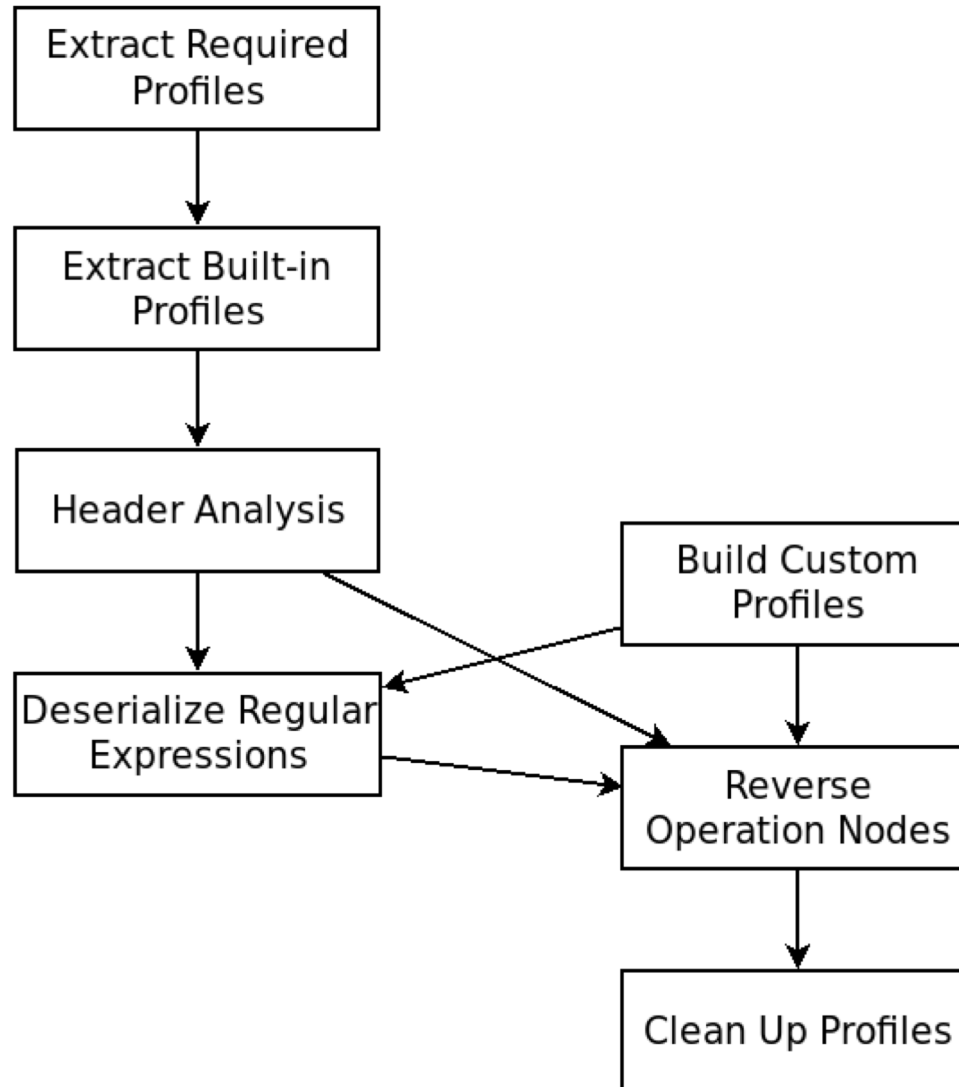 Extract Required
Profiles
Extract Built-in
Profiles
Header Analysis
Build Custom
Profiles
Deserialize Regular
Expressions
Reverse
Operation Nodes
Clean Up Profiles